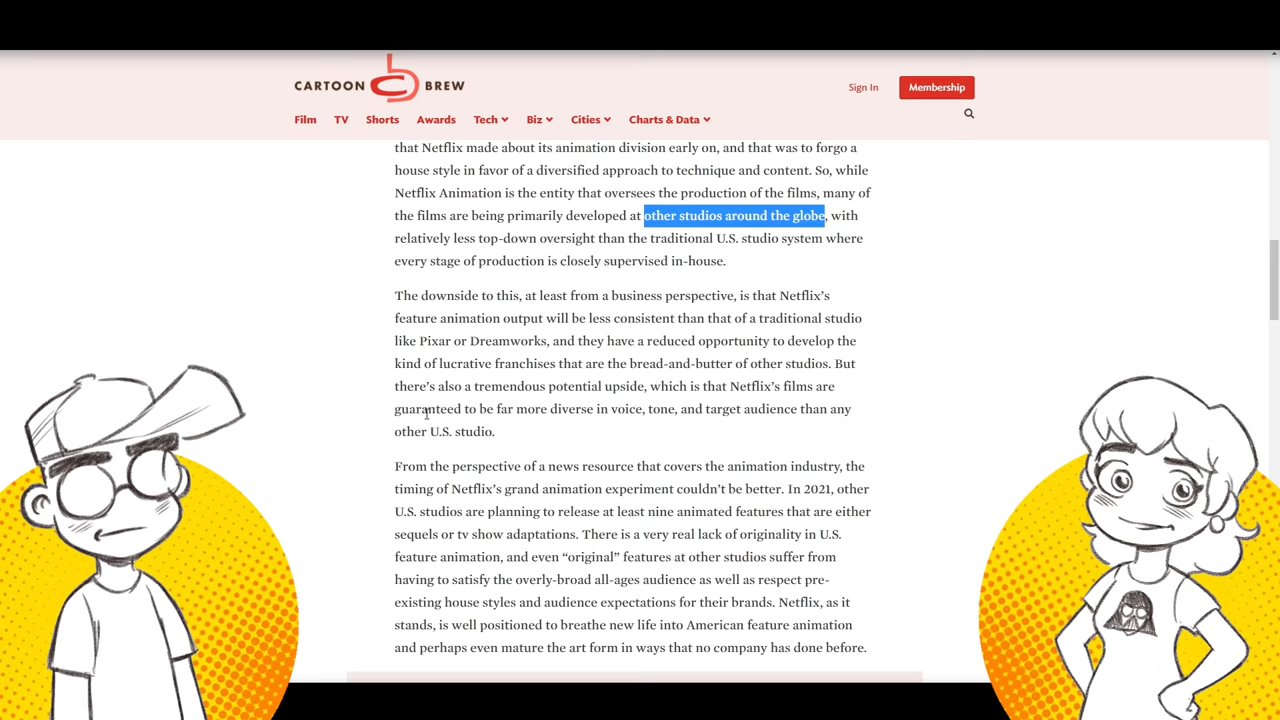 CARTOON BREW
Sign In
Membership
Film TV Shorts Awards Tech Biz Cities Charts & Data
that Netflix made about its animation division early on, and that was to forgo a
house style in favor of a diversified approach to technique and content. So, while
Netflix Animation is the entity that oversees the production of the films, many of
the films are being primarily developed at other studios around the globe, with
relatively less top-down oversight than the traditional U.S. studio system where
every stage of production is closely supervised in-house.
The downside to this, at least from a business perspective, is that Netflix’s
feature animation output will be less consistent than that of a traditional studio
like Pixar or Dreamworks, and they have a reduced opportunity to develop the
kind of lucrative franchises that are the bread-and-butter of other studios. But
there’s also a tremendous potential upside, which is that Netflix’s films are
guaranteed to be far more diverse in voice, tone, and target audience than any
other U.S. studio.
From the perspective of a news resource that covers the animation industry, the
timing of Netflix’s grand animation experiment couldn’t be better. In 2021, other
U.S. studios are planning to release at least nine animated features that are either
sequels or tv show adaptations. There is a very real lack of originality in U.S.
feature animation, and even “original” features at other studios suffer from
having to satisfy the overly-broad all-ages audience as well as respect pre-
existing house styles and audience expectations for their brands. Netflix, as it
stands, is well positioned to breathe new life into American feature animation
and perhaps even mature the art form in ways that no company has done before.